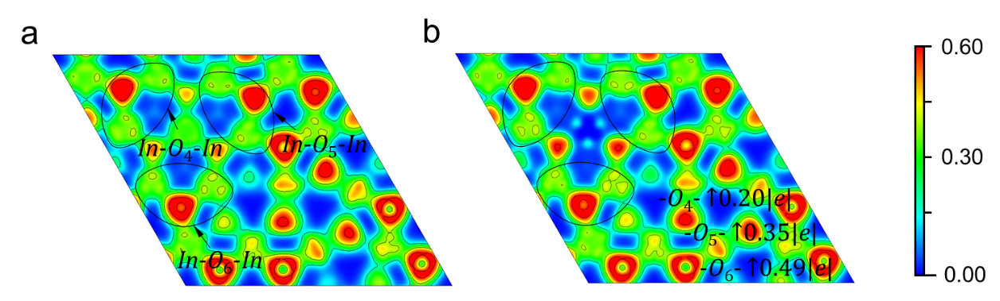 a
b
0.60
0.30
0.00
In-O₄-In
In-O₅-In
In-O₆-In
-O₄-↑0.20|e|
-O₅-↑0.35|e|
-O₆-↑0.49|e|